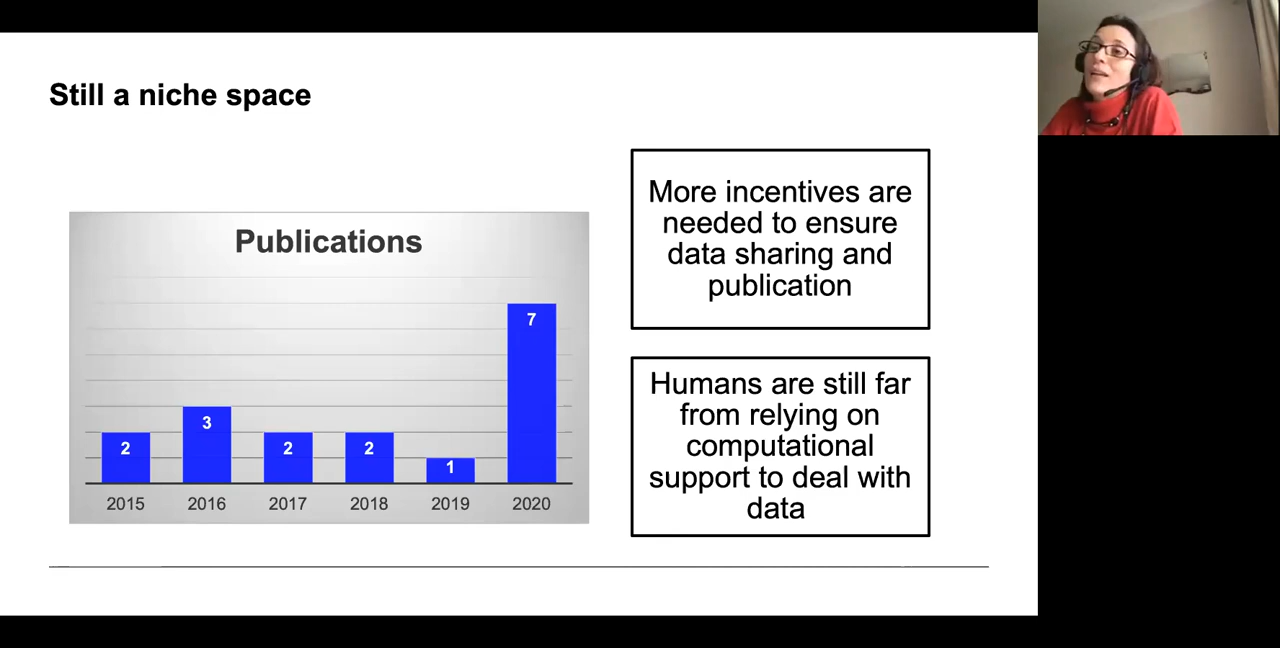 Still a niche space
Publications
2
3
2
2
1
7
2015 2016 2017 2018 2019 2020
More incentives are
needed to ensure
data sharing and
publication
Humans are still far
from relying on
computational
support to deal with
data